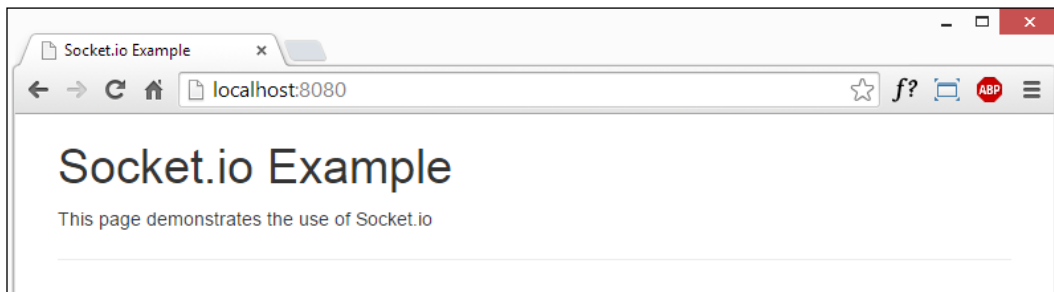 Socket.io Example
localhost:8080
f?
ABP
Socket.io Example
This page demonstrates the use of Socket.io